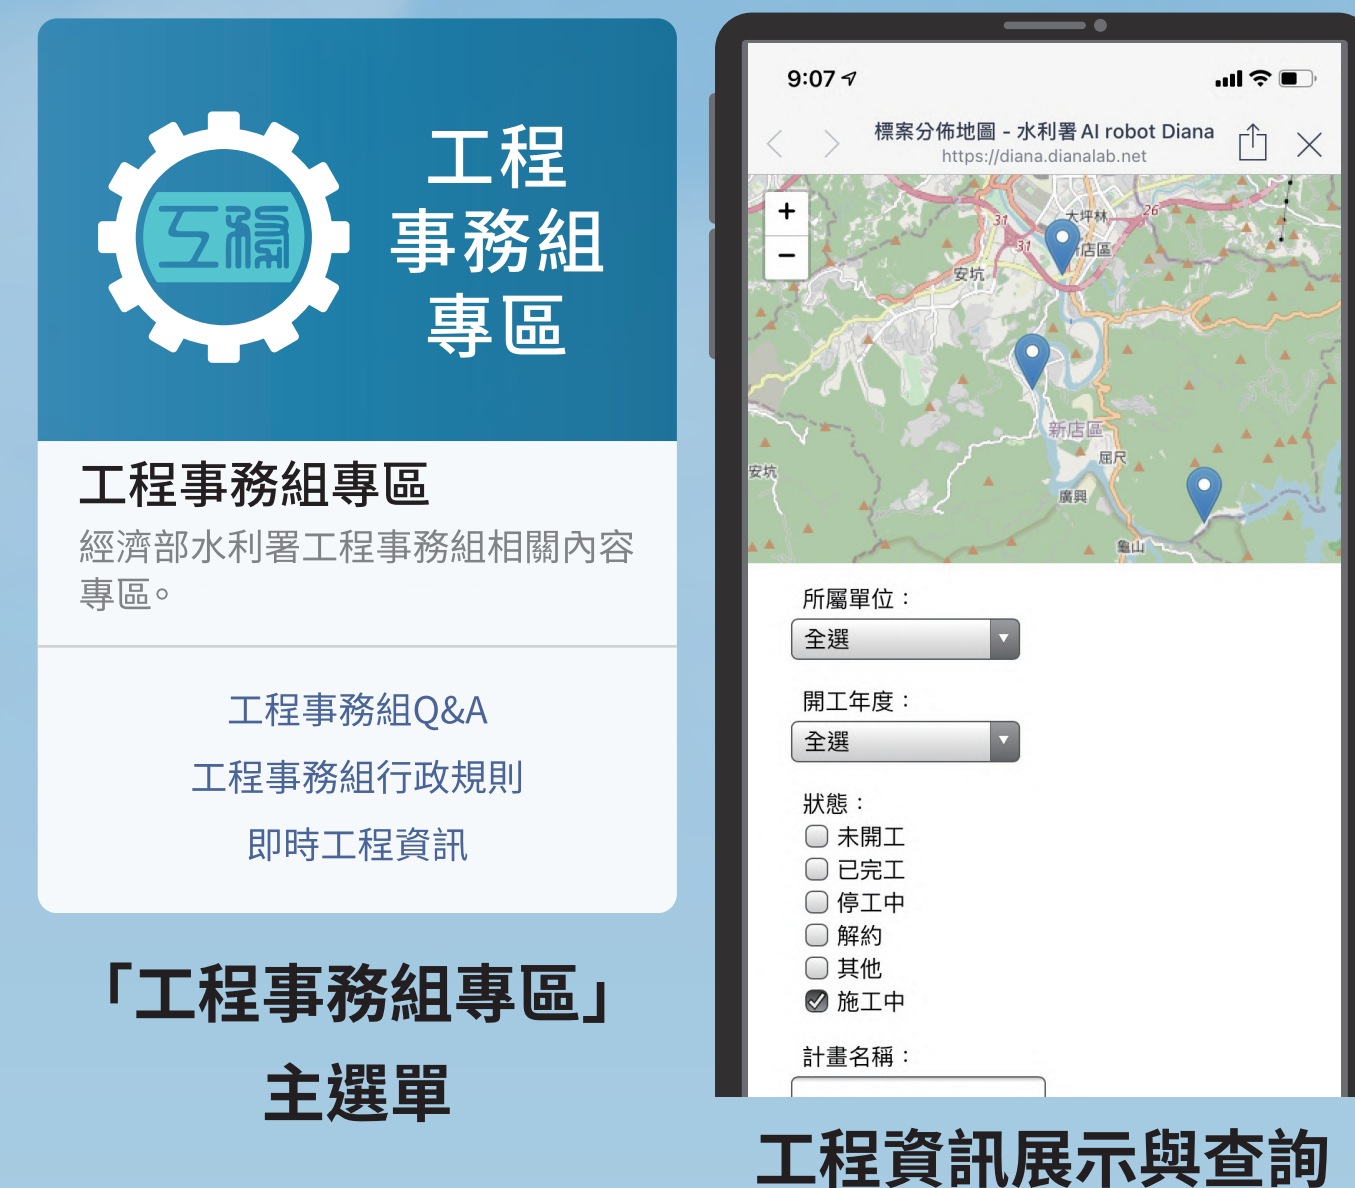 工務
工程
事務組
專區
工程事務組專區
經濟部水利署工程事務組相關內容
專區。
工程事務組Q&A
工程事務組行政規則
即時工程資訊
「工程事務組專區」
主選單
9:07
標案分佈地圖 - 水利署 AI robot Diana
https://diana.dianalab.net
+
−
31
大坪林
26
31
店區
安坑
新店區
屈尺
安坑
廣興
龜山
所屬單位：
全選
開工年度：
全選
狀態：
未開工
已完工
停工中
解約
其他
施工中
計畫名稱：
工程資訊展示與查詢